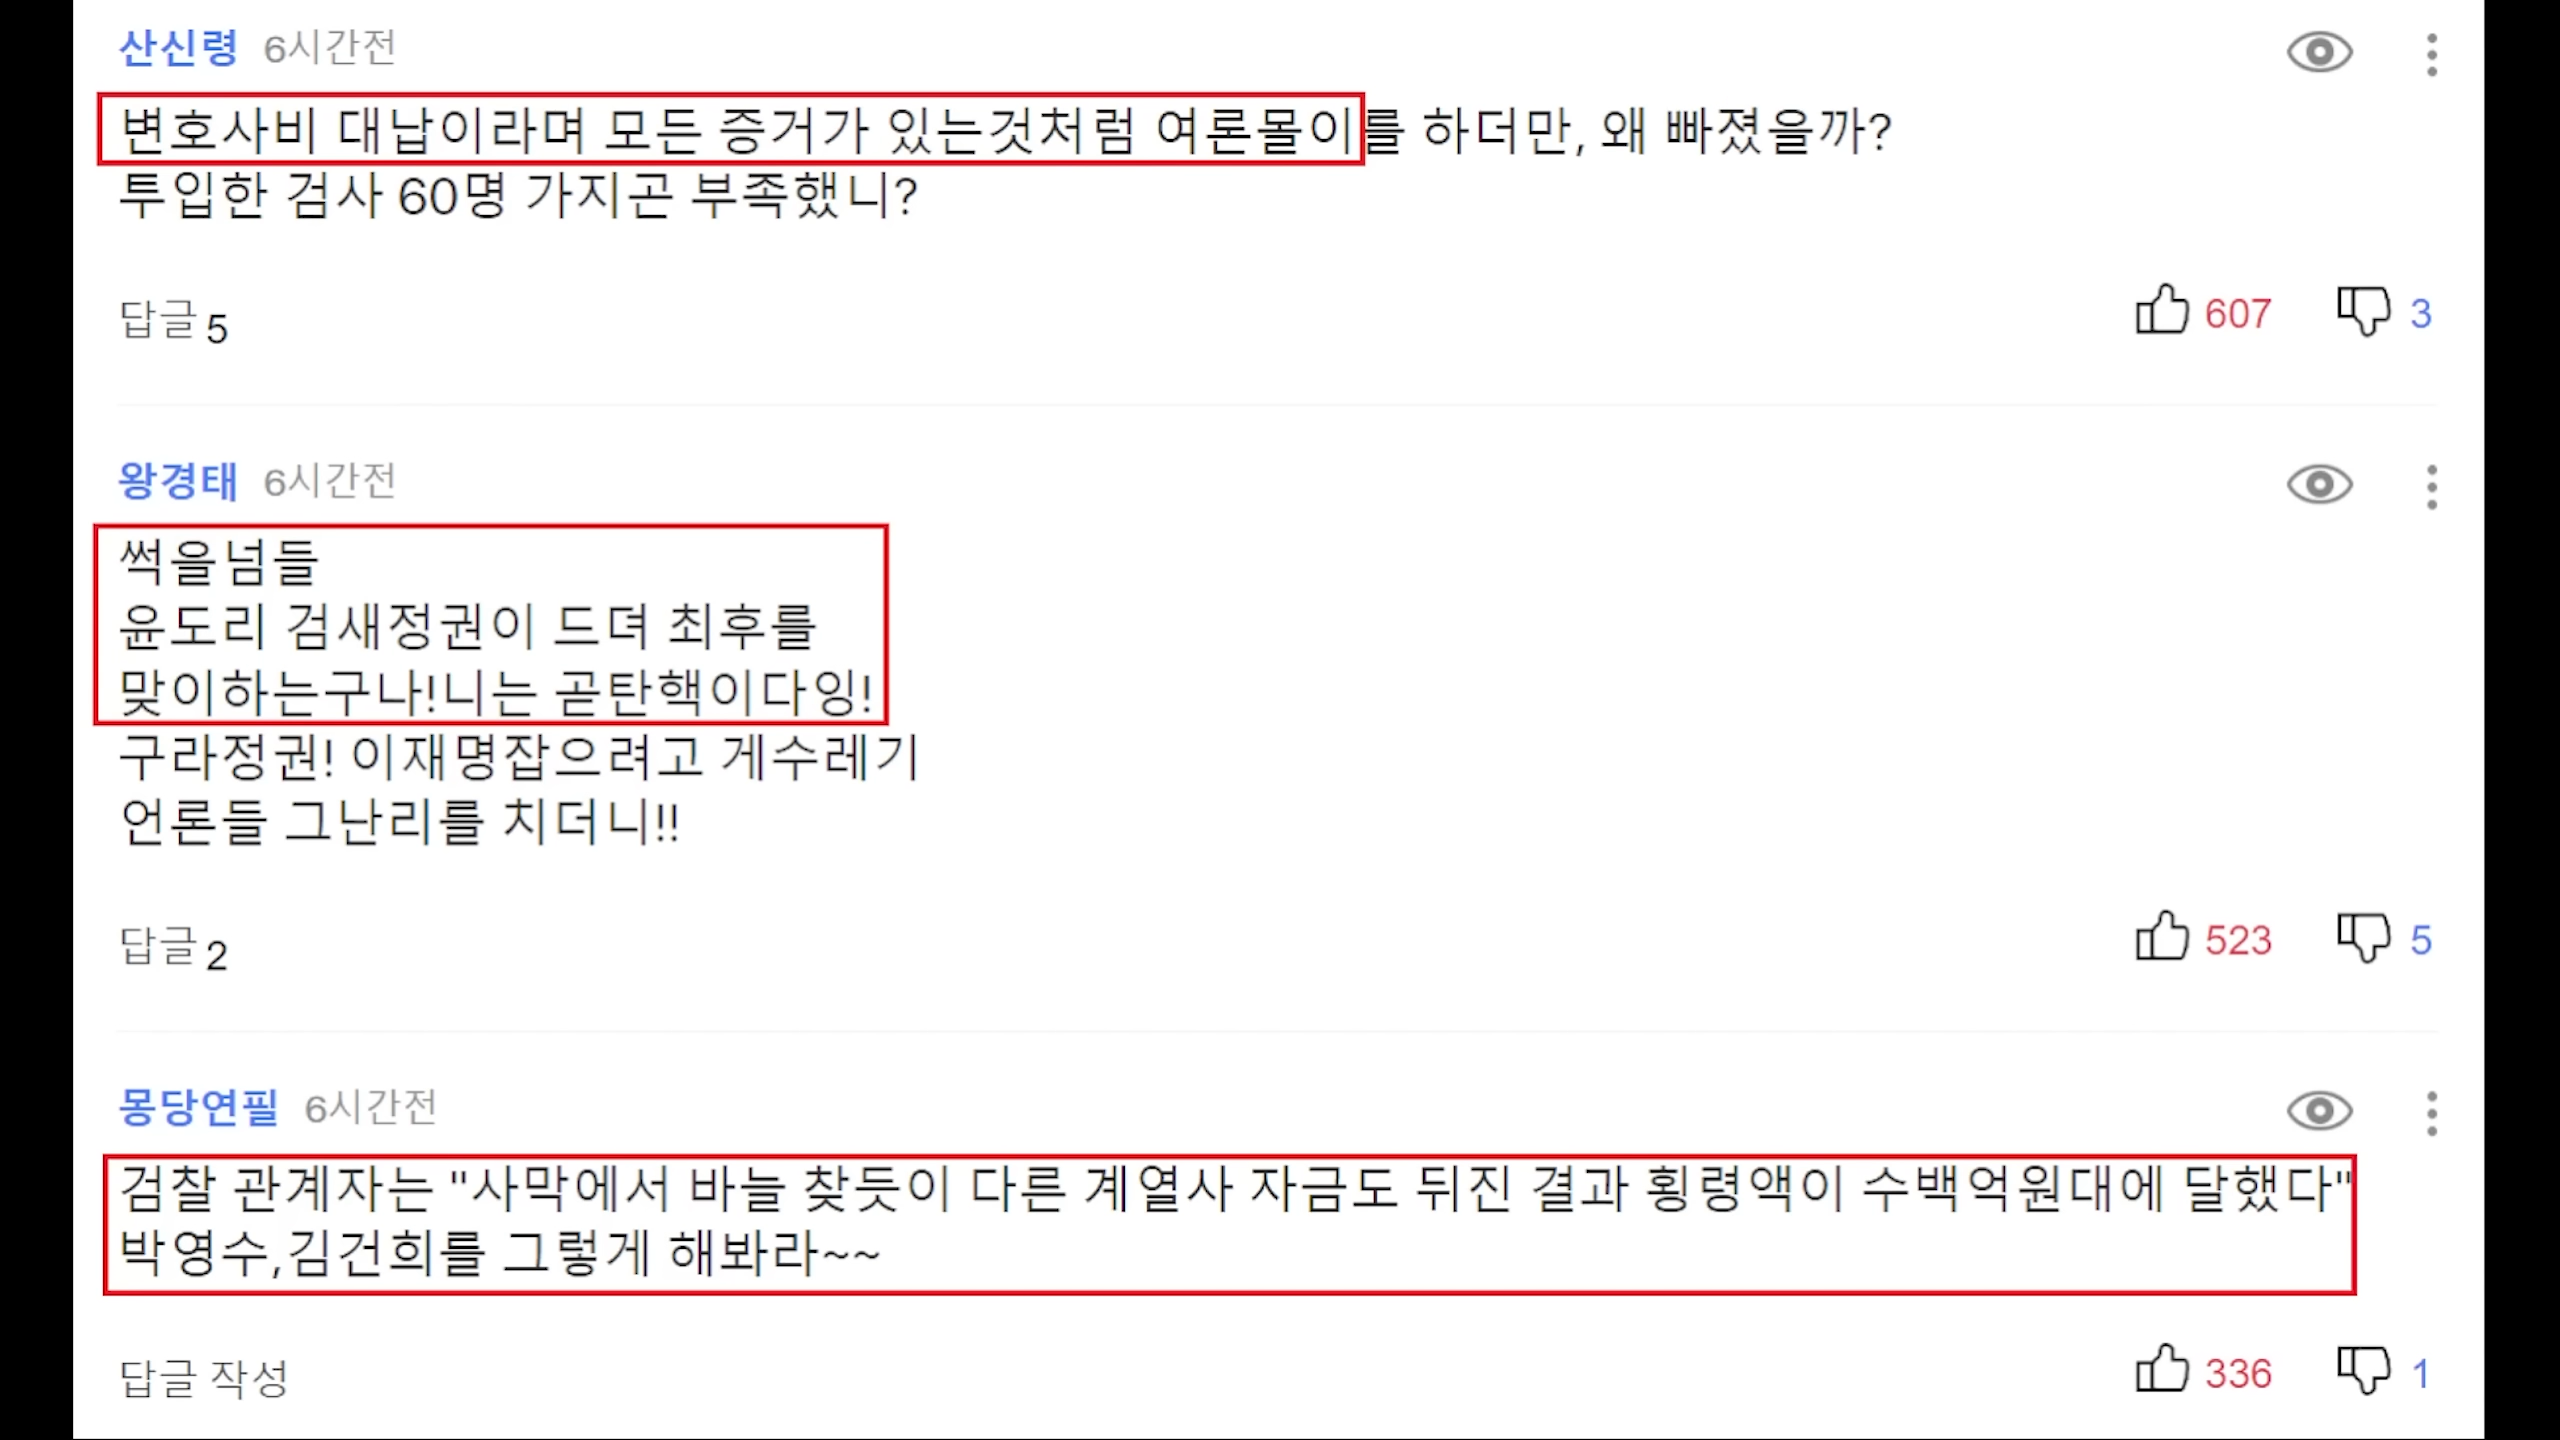 산신령 6시간전
변호사비 대납이라며 모든 증거가 있는것처럼 여론몰이를 하더만, 왜 빠졌을까?
투입한 검사 60명 가지곤 부족했니?
답글 5 607 3
왕경태 6시간전
썩을넘들
윤도리 검새정권이 드뎌 최후를
맞이하는구나!니는 곧탄핵이다잉!
구라정권! 이재명잡으려고 게수레기
언론들 그난리를 치더니!!
답글 2 523 5
몽당연필 6시간전
검찰 관계자는 "사막에서 바늘 찾듯이 다른 계열사 자금도 뒤진 결과 횡령액이 수백억원대에 달했다"
박영수,김건희를 그렇게 해봐라~~
답글 작성 336 1